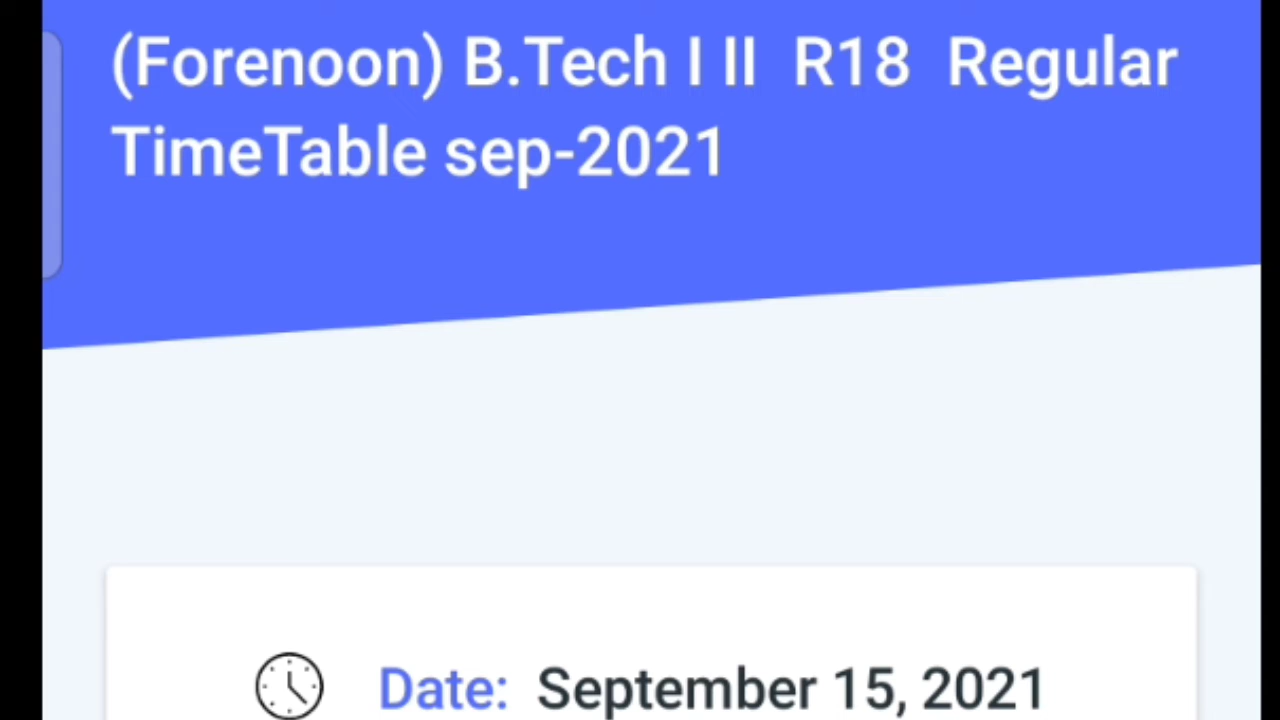 (Forenoon) B.Tech I II R18 Regular
TimeTable sep-2021
Date: September 15, 2021